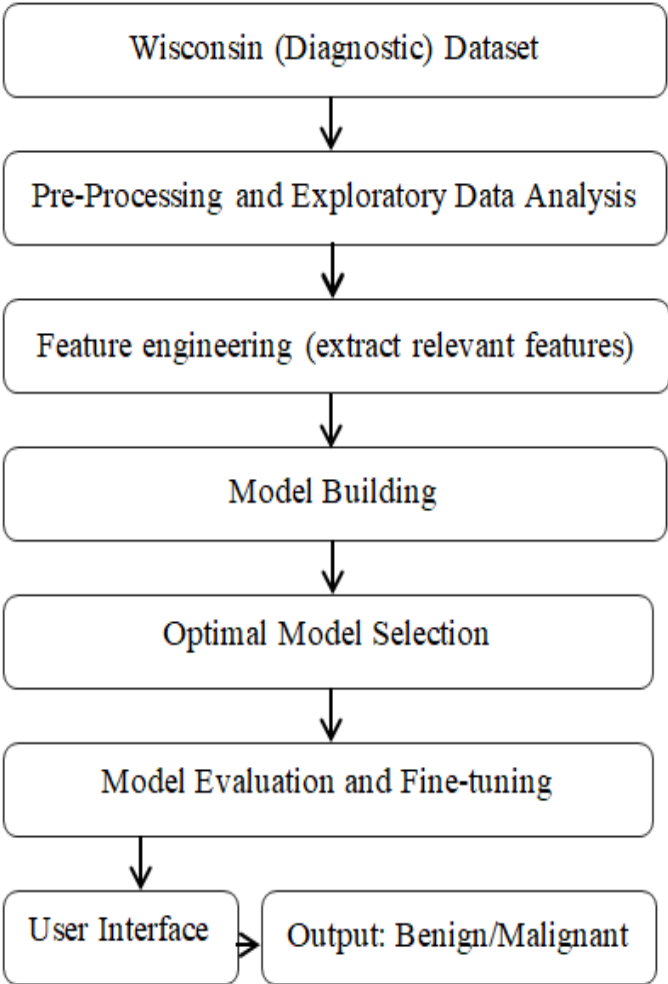 Wisconsin (Diagnostic) Dataset
Pre-Processing and Exploratory Data Analysis
Feature engineering (extract relevant features)
Model Building
Optimal Model Selection
Model Evaluation and Fine-tuning
User Interface
Output: Benign/Malignant